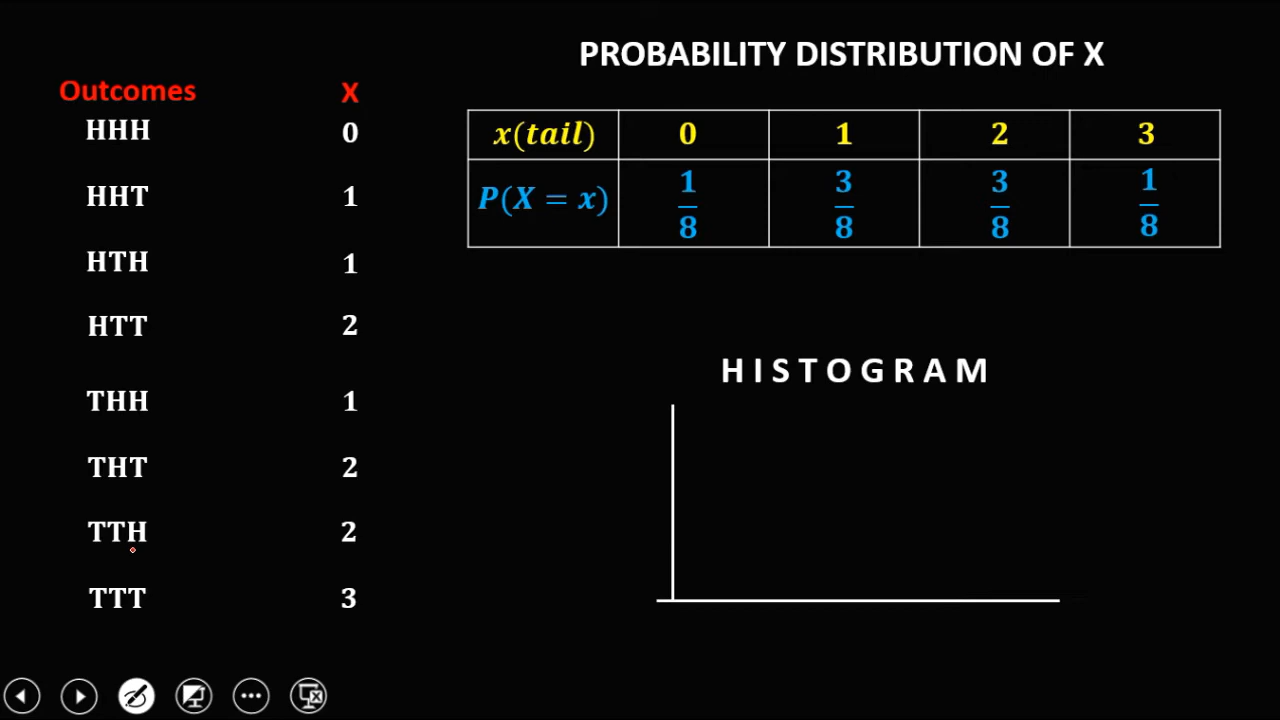 PROBABILITY DISTRIBUTION OF X
Outcomes X
HHH 0
HHT 1
HTH 1
HTT 2
THH 1
THT 2
TTH 2
TTT 3
x(tail) 0 1 2 3
P(X = x) 1/8 3/8 3/8 1/8
HISTOGRAM